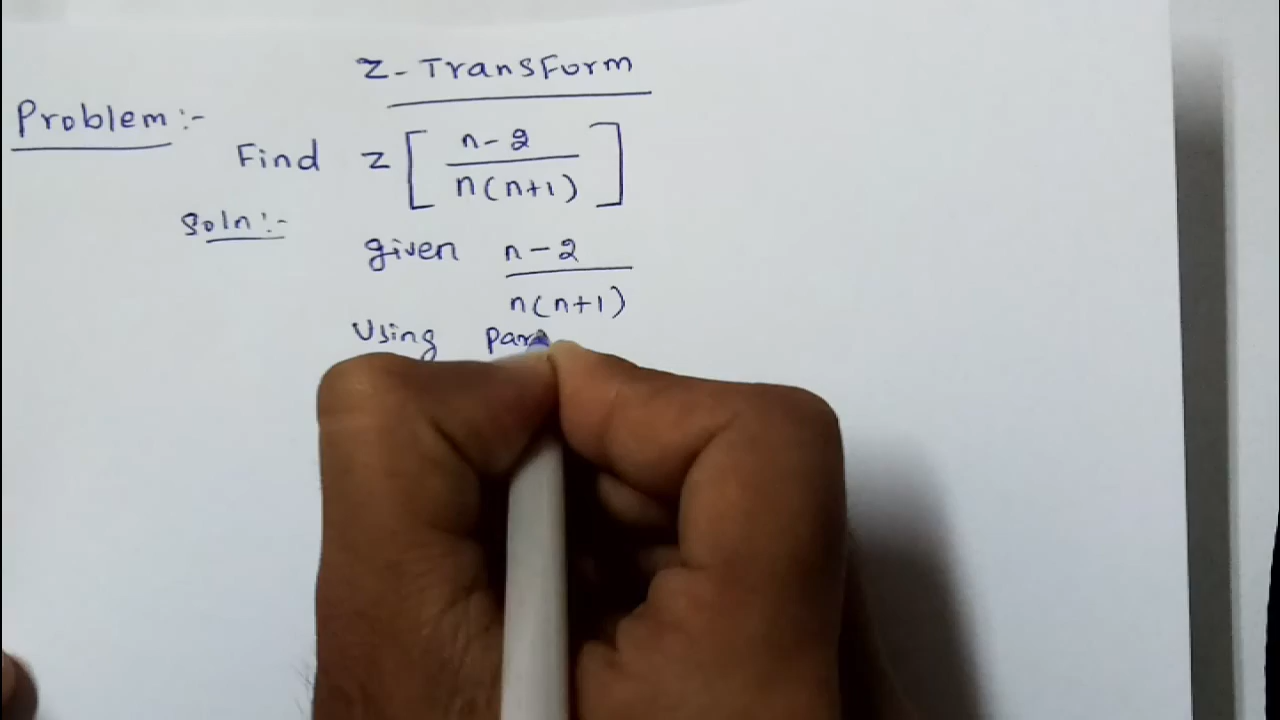 Z-Transform
Problem:-
Find Z[ n-2 / n(n+1) ]
Soln:-
given n-2 / n(n+1)
Using